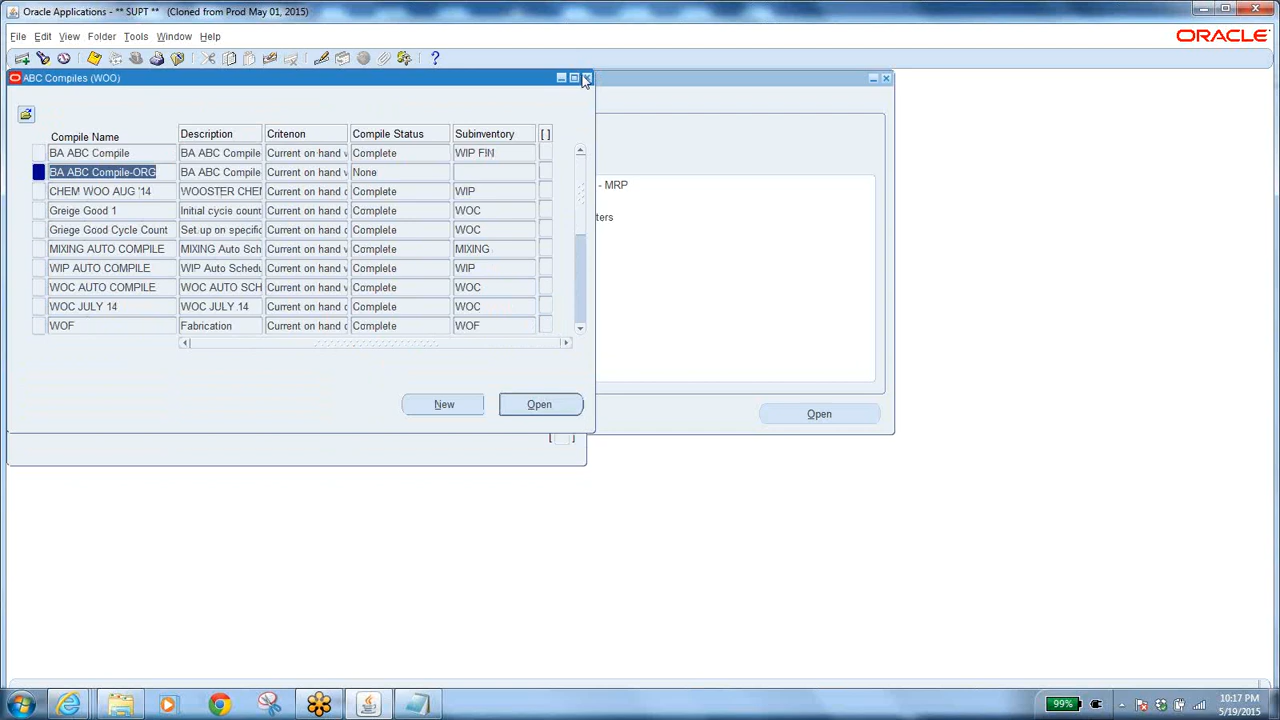 Oracle Applications - ** SUPT ** (Cloned from Prod May 01, 2015)
File Edit View Folder Tools Window Help
ORACLE
ABC Compiles (WOO)
Compile Name Description Criterion Compile Status Subinventory [ ]
BA ABC Compile BA ABC Compile Current on hand v Complete WIP FIN
BA ABC Compile-ORG BA ABC Compile Current on hand v None
CHEM WOO AUG '14 WOOSTER CHEM Current on hand v Complete WIP
Greige Good 1 Initial cycle count Current on hand v Complete WOC
Griege Good Cycle Count Set up on specific Current on hand v Complete WOC
MIXING AUTO COMPILE MIXING Auto Sch Current on hand v Complete MIXING
WIP AUTO COMPILE WIP Auto Schedu Current on hand v Complete WIP
WOC AUTO COMPILE WOC AUTO SCH Current on hand v Complete WOC
WOC JULY 14 WOC JULY 14 Current on hand c Complete WOC
WOF Fabrication Current on hand c Complete WOF
New Open
- MRP
ters
Open
[ ]
99%
10:17 PM
5/19/2015